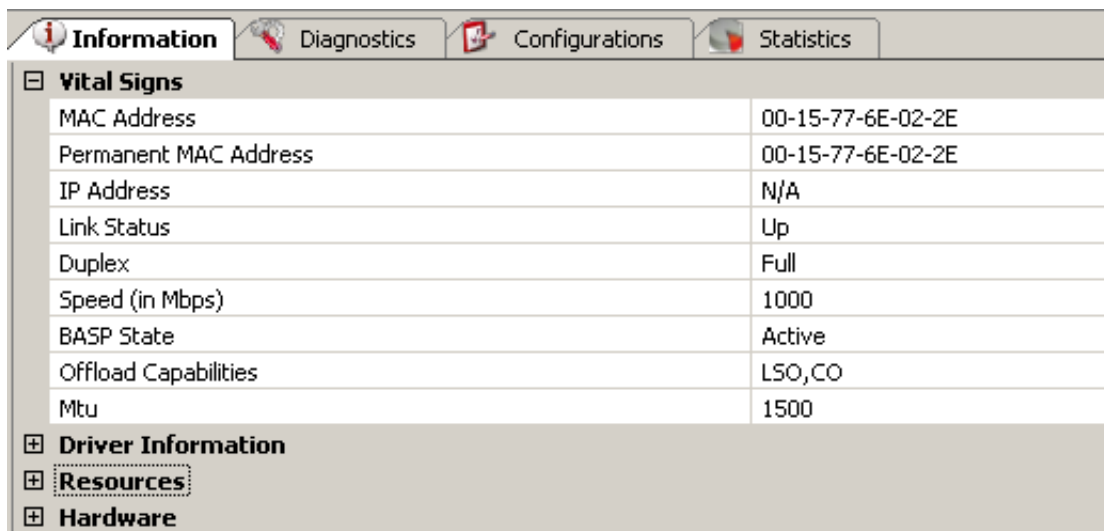 Information Diagnostics Configurations Statistics
Vital Signs
MAC Address 00-15-77-6E-02-2E
Permanent MAC Address 00-15-77-6E-02-2E
IP Address N/A
Link Status Up
Duplex Full
Speed (in Mbps) 1000
BASP State Active
Offload Capabilities LSO,CO
Mtu 1500
Driver Information
Resources
Hardware